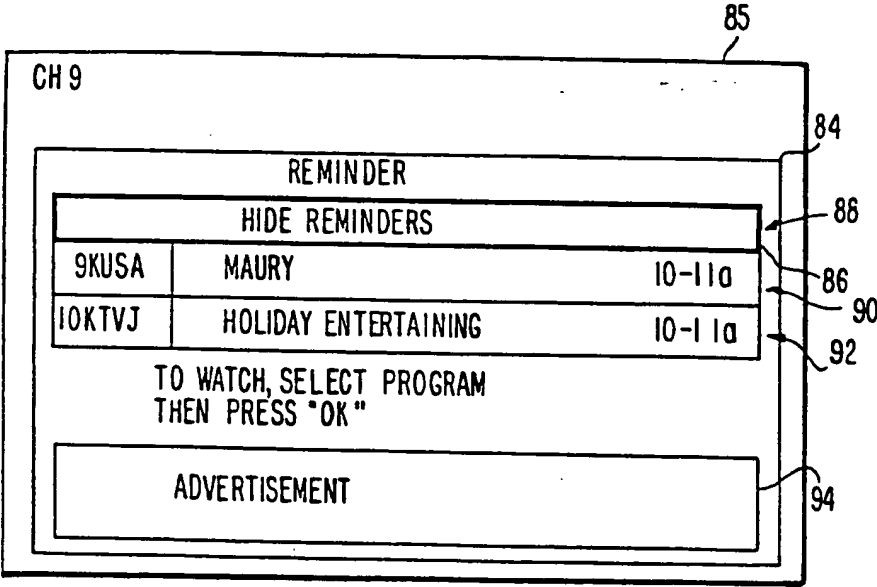 85
CH 9
84
REMINDER
HIDE REMINDERS
88
9KUSA MAURY 10-11a
86
90
10KTVJ HOLIDAY ENTERTAINING 10-11a
92
TO WATCH, SELECT PROGRAM
THEN PRESS "OK"
ADVERTISEMENT
94